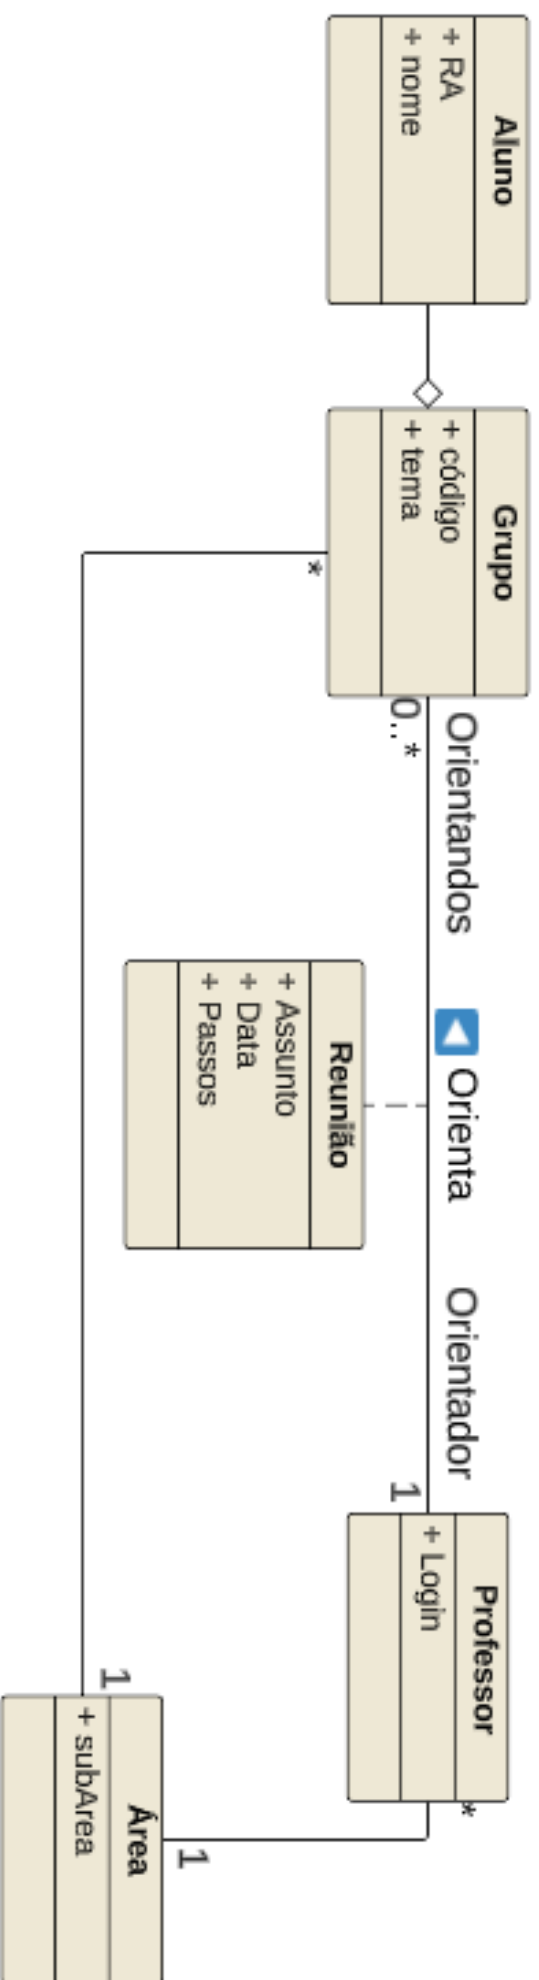 Aluno
+ RA
+ nome
Grupo
+ código
+ tema
*
0..*
Orientandos
Orienta
Orientador
1
Reunião
+ Assunto
+ Data
+ Passos
Professor
+ Login
*
1
1
Área
+ subArea